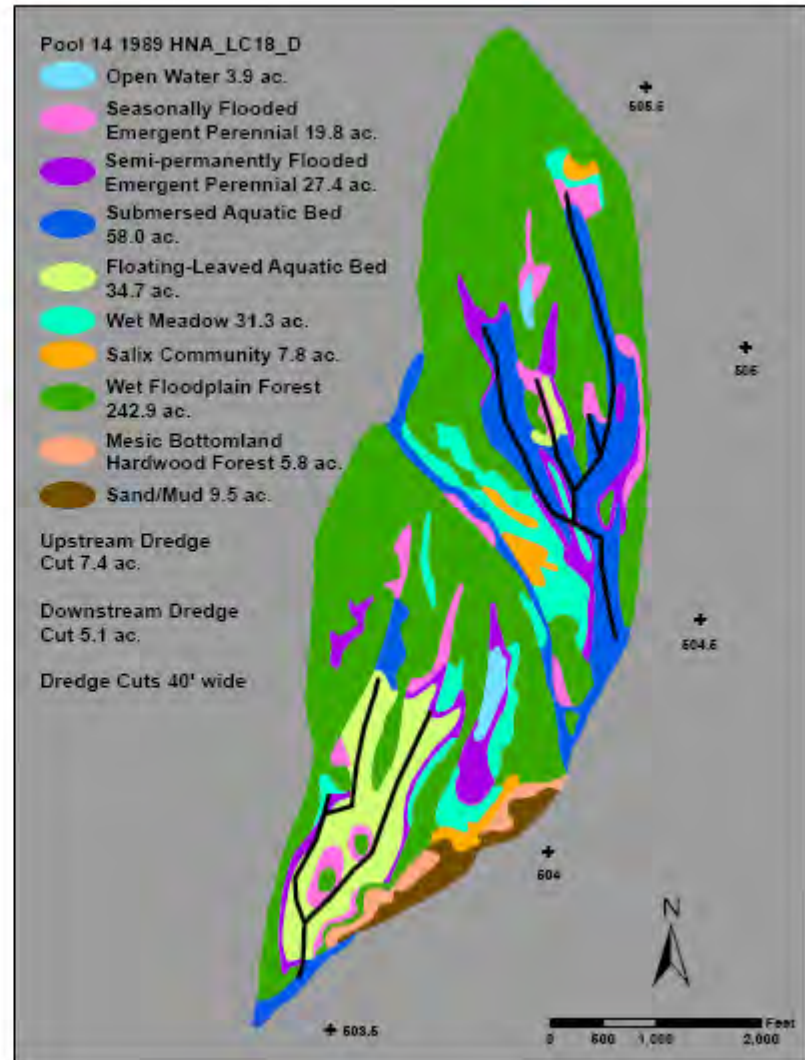 Pool 14 1989 HNA_LC18_D
Open Water 3.9 ac.
Seasonally Flooded
Emergent Perennial 19.8 ac.
Semi-permanently Flooded
Emergent Perennial 27.4 ac.
Submersed Aquatic Bed
58.0 ac.
Floating-Leaved Aquatic Bed
34.7 ac.
Wet Meadow 31.3 ac.
Salix Community 7.8 ac.
Wet Floodplain Forest
242.9 ac.
Mesic Bottomland
Hardwood Forest 5.8 ac.
Sand/Mud 9.5 ac.
Upstream Dredge
Cut 7.4 ac.
Downstream Dredge
Cut 5.1 ac.
Dredge Cuts 40' wide
505.5
505
504.5
504
503.5
N
Feet
0 500 1,000 2,000